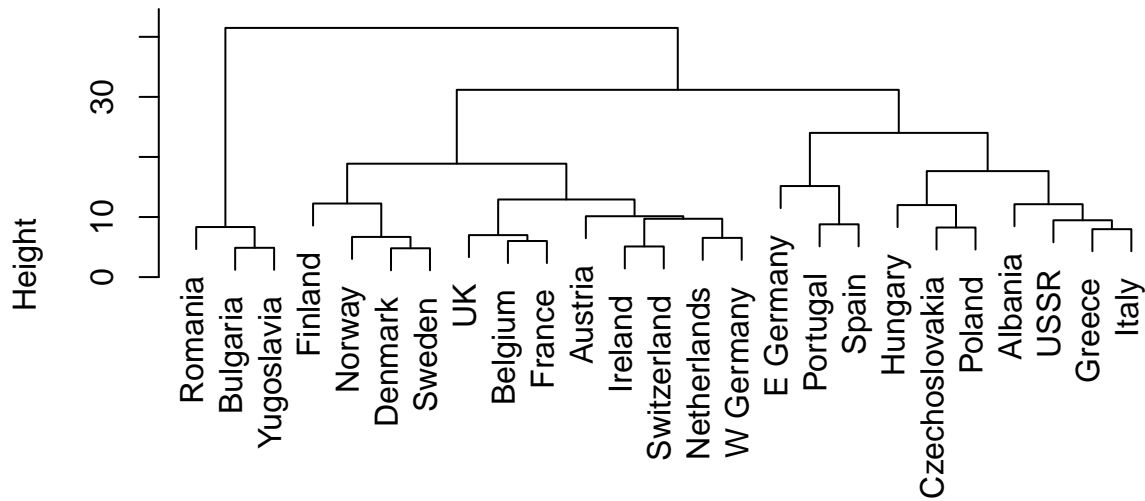 Height
0
10
30
Romania
Bulgaria
Yugoslavia
Finland
Norway
Denmark
Sweden
UK
Belgium
France
Austria
Ireland
Switzerland
Netherlands
W Germany
E Germany
Portugal
Spain
Hungary
Czechoslovakia
Poland
Albania
USSR
Greece
Italy